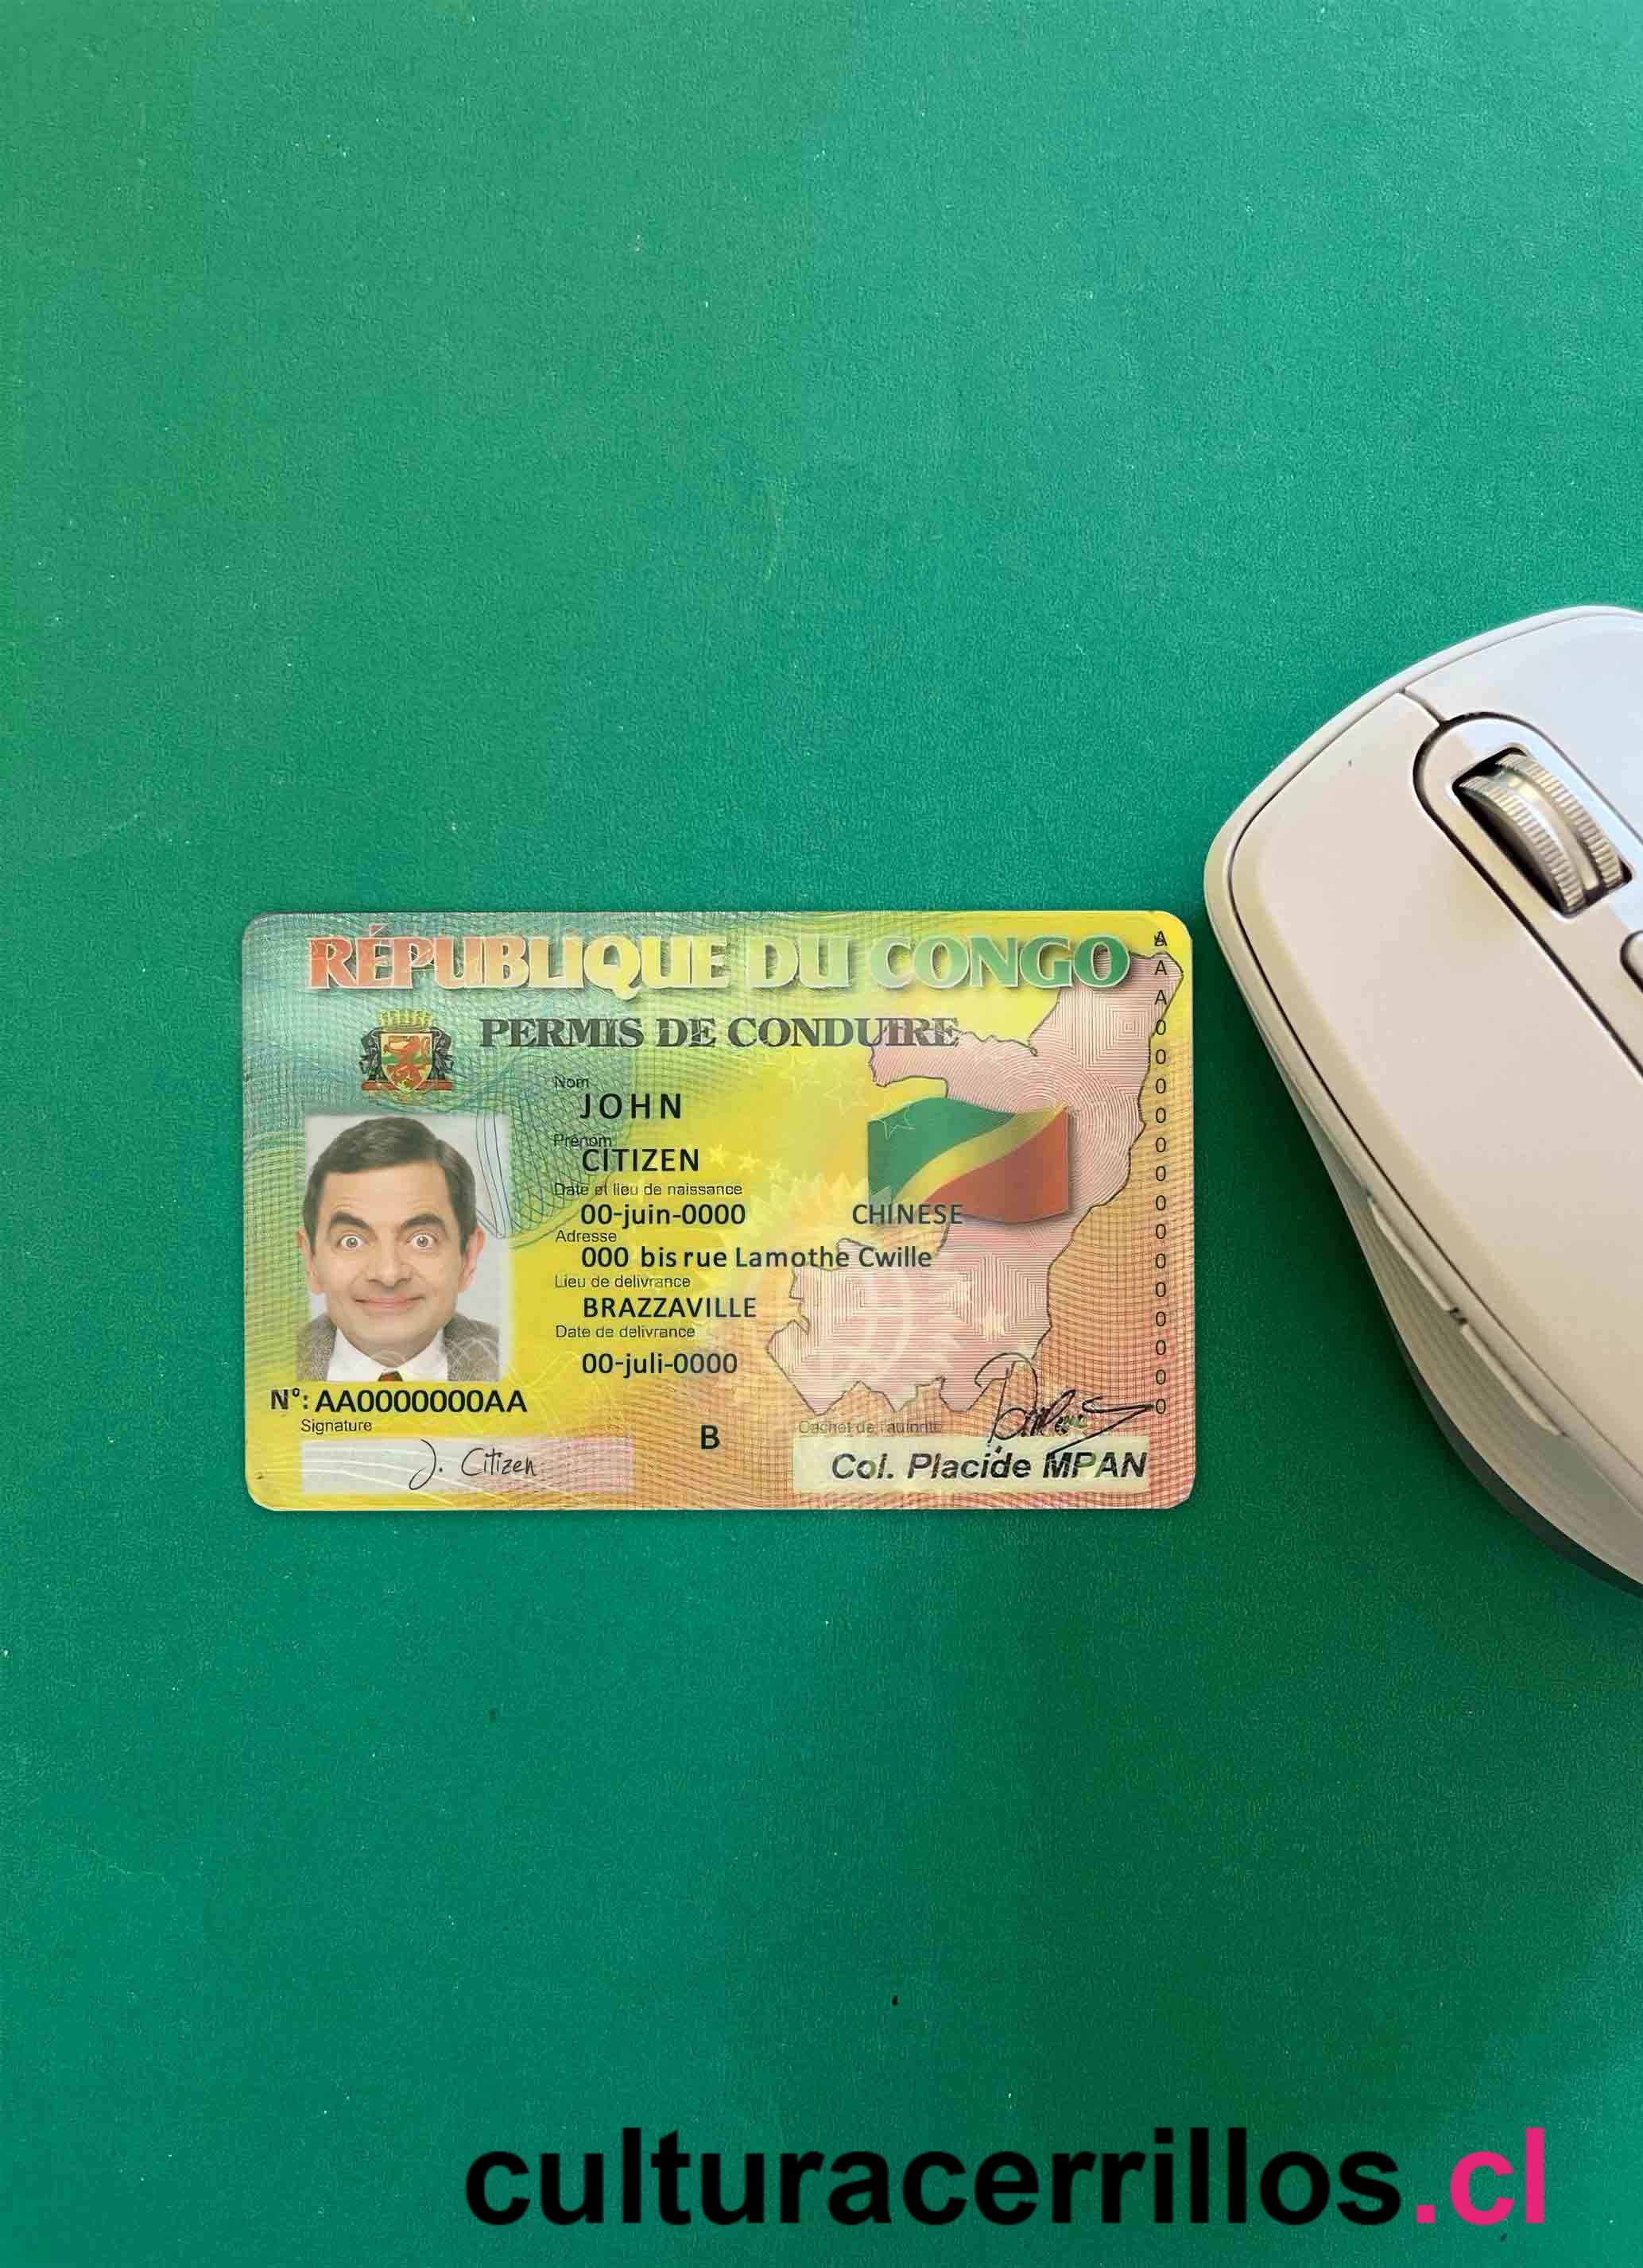 RÉPUBLIQUE DU CONGO
PERMIS DE CONDUIRE
Nom
JOHN
Prénom
CITIZEN
Date et lieu de naissance
00-juin-0000 CHINESE
Adresse
000 bis rue Lamothe Cwille
Lieu de delivrance
BRAZZAVILLE
Date de delivrance
00-juli-0000
N°: AA0000000AA
Signature
J. Citizen
B
Cachet de l'autorité
Col. Placide MPAN
culturacerrillos.cl